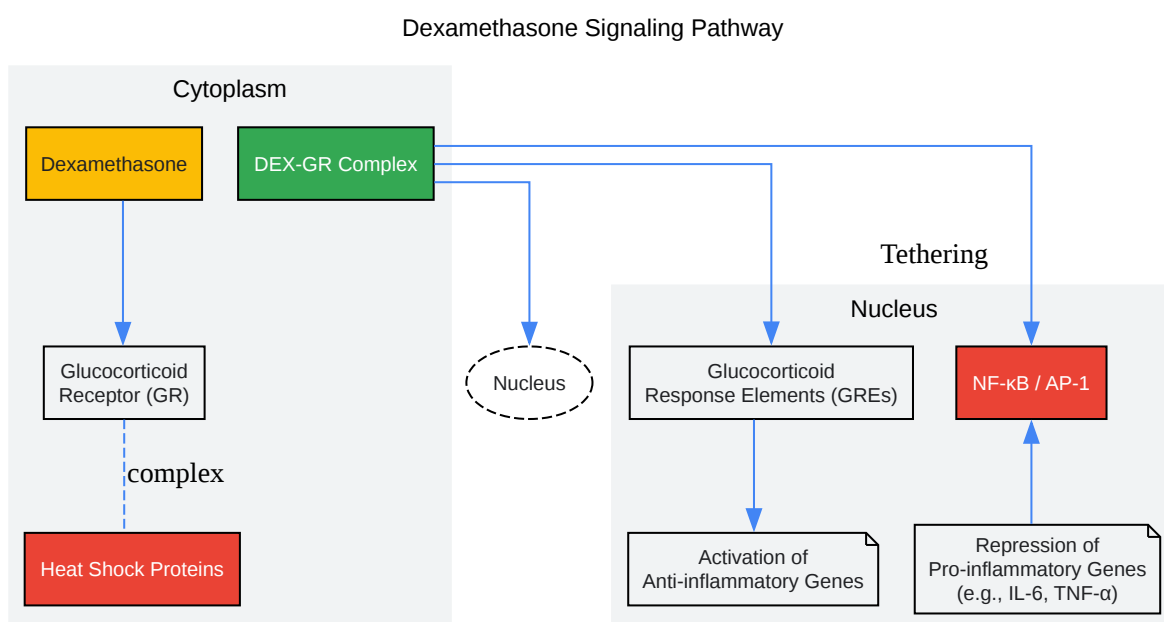 Dexamethasone Signaling Pathway
Cytoplasm
Dexamethasone
DEX-GR Complex
Glucocorticoid
Receptor (GR)
complex
Heat Shock Proteins
Nucleus
Tethering
Nucleus
Glucocorticoid
Response Elements (GREs)
NF-κB / AP-1
Activation of
Anti-inflammatory Genes
Repression of
Pro-inflammatory Genes
(e.g., IL-6, TNF-α)